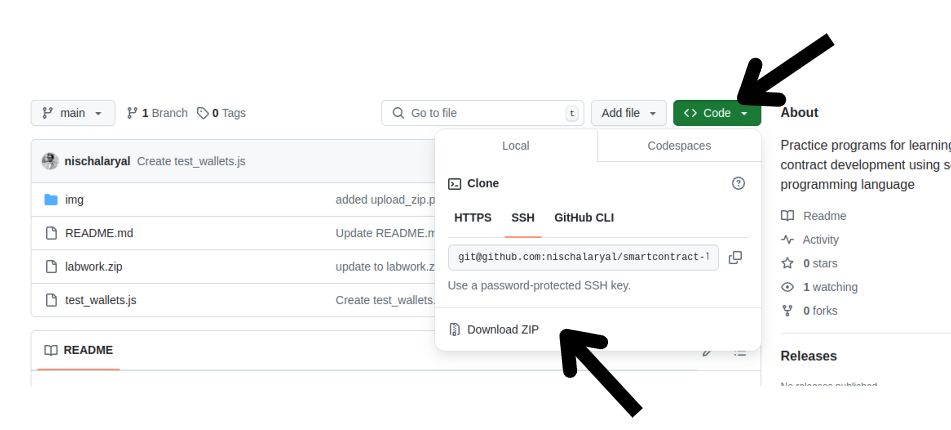 main
1 Branch
0 Tags
Go to file
t
Add file
Code
nischalaryal Create test_wallets.js
img
added upload_zip.p
README.md
Update README.m
labwork.zip
update to labwork.z
test_wallets.js
Create test_wallets.
README
Local
Codespaces
Clone
HTTPS
SSH
GitHub CLI
git@github.com:nischalaryal/smartcontract-l
Use a password-protected SSH key.
Download ZIP
About
Practice programs for learning
contract development using s
programming language
Readme
Activity
0 stars
1 watching
0 forks
Releases
No releases published